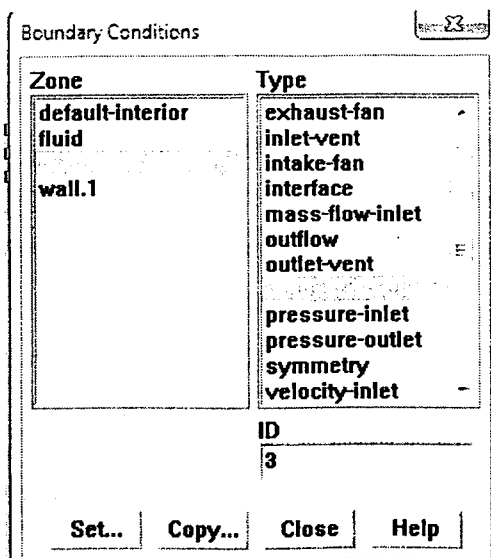 Boundary Conditions
Zone
default-interior
fluid
wall.1
Type
exhaust-fan
inlet-vent
intake-fan
interface
mass-flow-inlet
outflow
outlet-vent
pressure-inlet
pressure-outlet
symmetry
velocity-inlet
ID
3
Set... Copy... Close Help